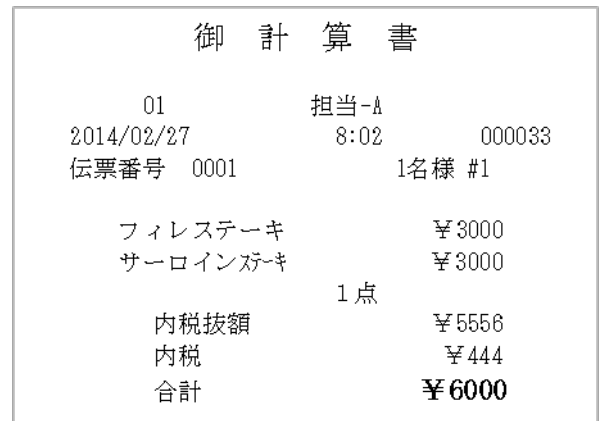 御 計 算 書
01 担当-A
2014/02/27 8:02 000033
伝票番号 0001 1名様 #1
フィレステーキ ¥3000
サーロインステーキ ¥3000
1点
内税抜額 ¥5556
内税 ¥444
合計 ¥6000